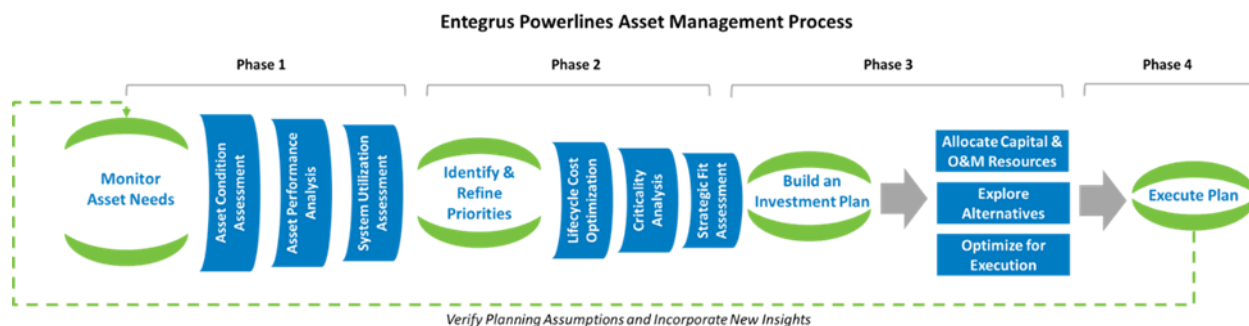 Entegrus Powerlines Asset Management Process
Phase 1
Phase 2
Phase 3
Phase 4
Monitor
Asset Needs
Asset Condition
Assessment
Asset Performance
Analysis
System Utilization
Assessment
Identify &
Refine
Priorities
Lifecycle Cost
Optimization
Criticality
Analysis
Strategic Fit
Assessment
Build an
Investment Plan
Allocate Capital &
O&M Resources
Explore
Alternatives
Optimize for
Execution
Execute Plan
Verify Planning Assumptions and Incorporate New Insights